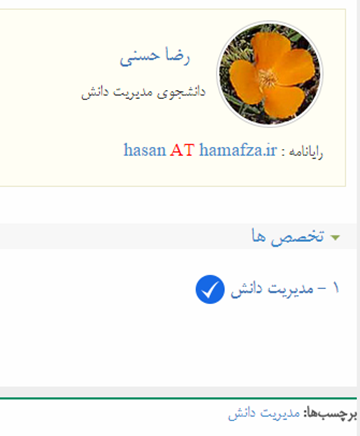 رضا حسنی
دانشجوی مدیریت دانش
رایانامه : hasan AT hamafza.ir
تخصص ها
۱ - مدیریت دانش
برچسب‌ها: مدیریت دانش